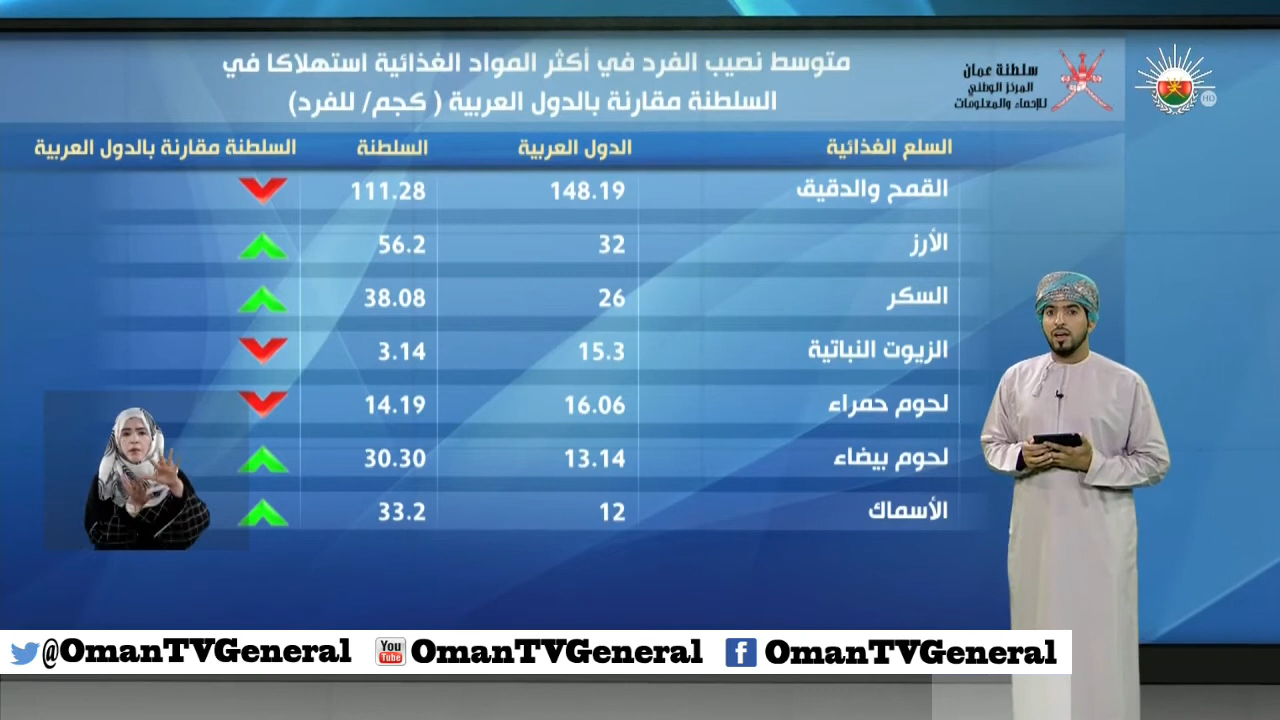 متوسط نصيب الفرد في أكثر المواد الغذائية استهلاكا في
السلطنة مقارنة بالدول العربية ( كجم/ للفرد)
سلطنة عمان
المركز الوطني
للإحصاء والمعلومات
HD
السلع الغذائية الدول العربية السلطنة السلطنة مقارنة بالدول العربية
القمح والدقيق 148.19 111.28
الأرز 32 56.2
السكر 26 38.08
الزيوت النباتية 15.3 3.14
لحوم حمراء 16.06 14.19
لحوم بيضاء 13.14 30.30
الأسماك 12 33.2
@OmanTVGeneral You Tube OmanTVGeneral f OmanTVGeneral